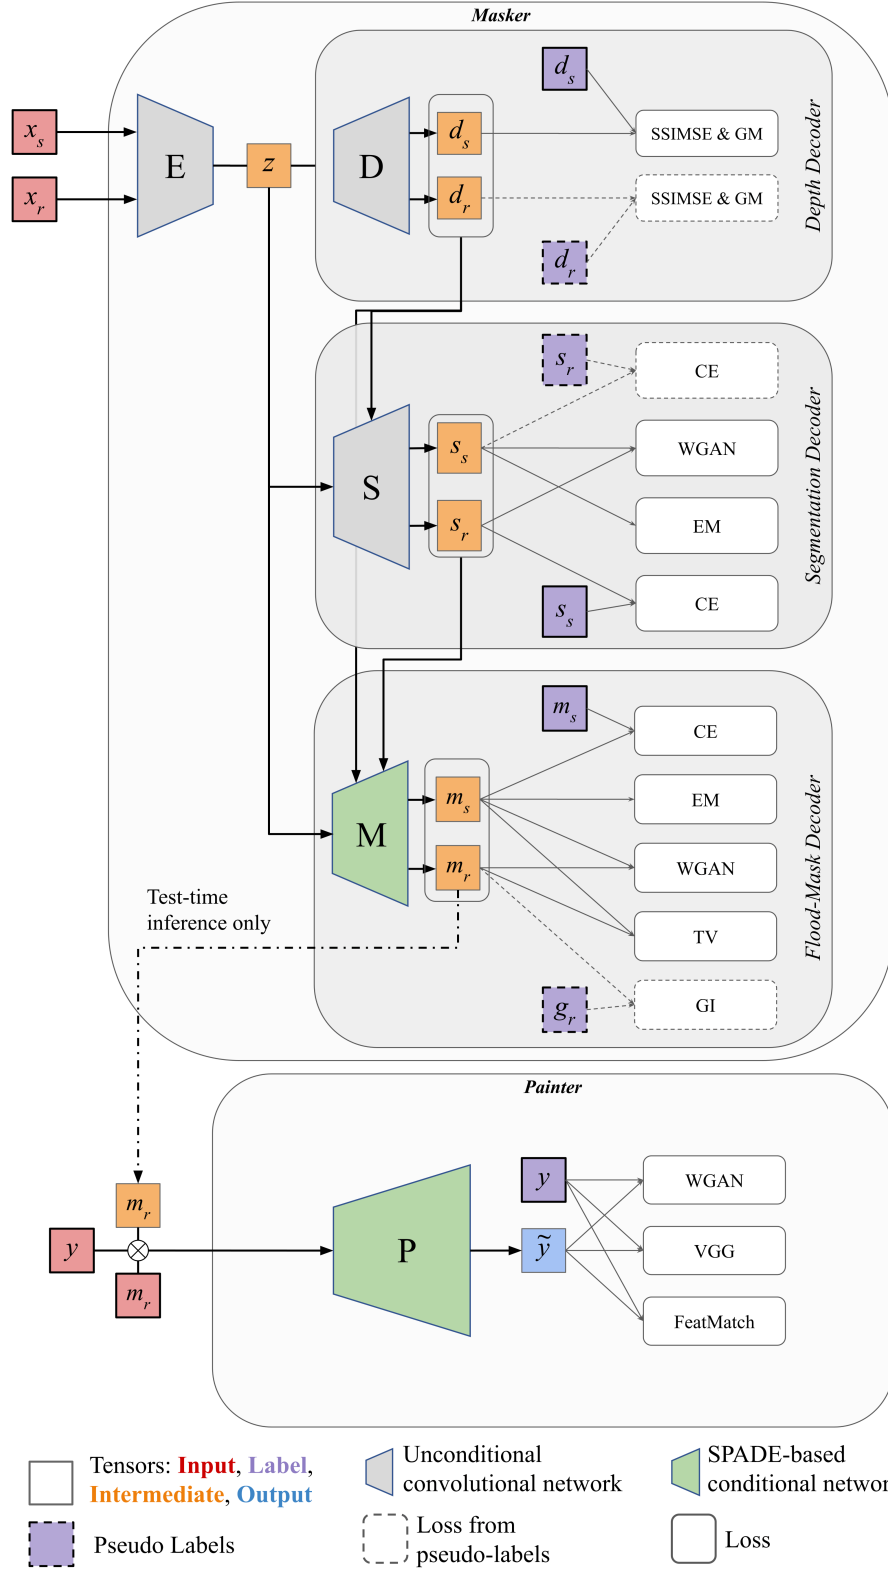 Masker
d_s
x_s
E
z
D
d_s
SSIMSE & GM
x_r
d_r
SSIMSE & GM
d_r
Depth Decoder
s_r
CE
S
s_s
WGAN
s_r
EM
s_s
CE
Segmentation Decoder
m_s
CE
M
m_s
EM
m_r
WGAN
TV
g_r
GI
Flood-Mask Decoder
Test-time
inference only
Painter
m_r
y
m_r
P
y
ỹ
WGAN
VGG
FeatMatch
Tensors: Input, Label,
Intermediate, Output
Unconditional
convolutional network
SPADE-based
conditional networ
Pseudo Labels
Loss from
pseudo-labels
Loss